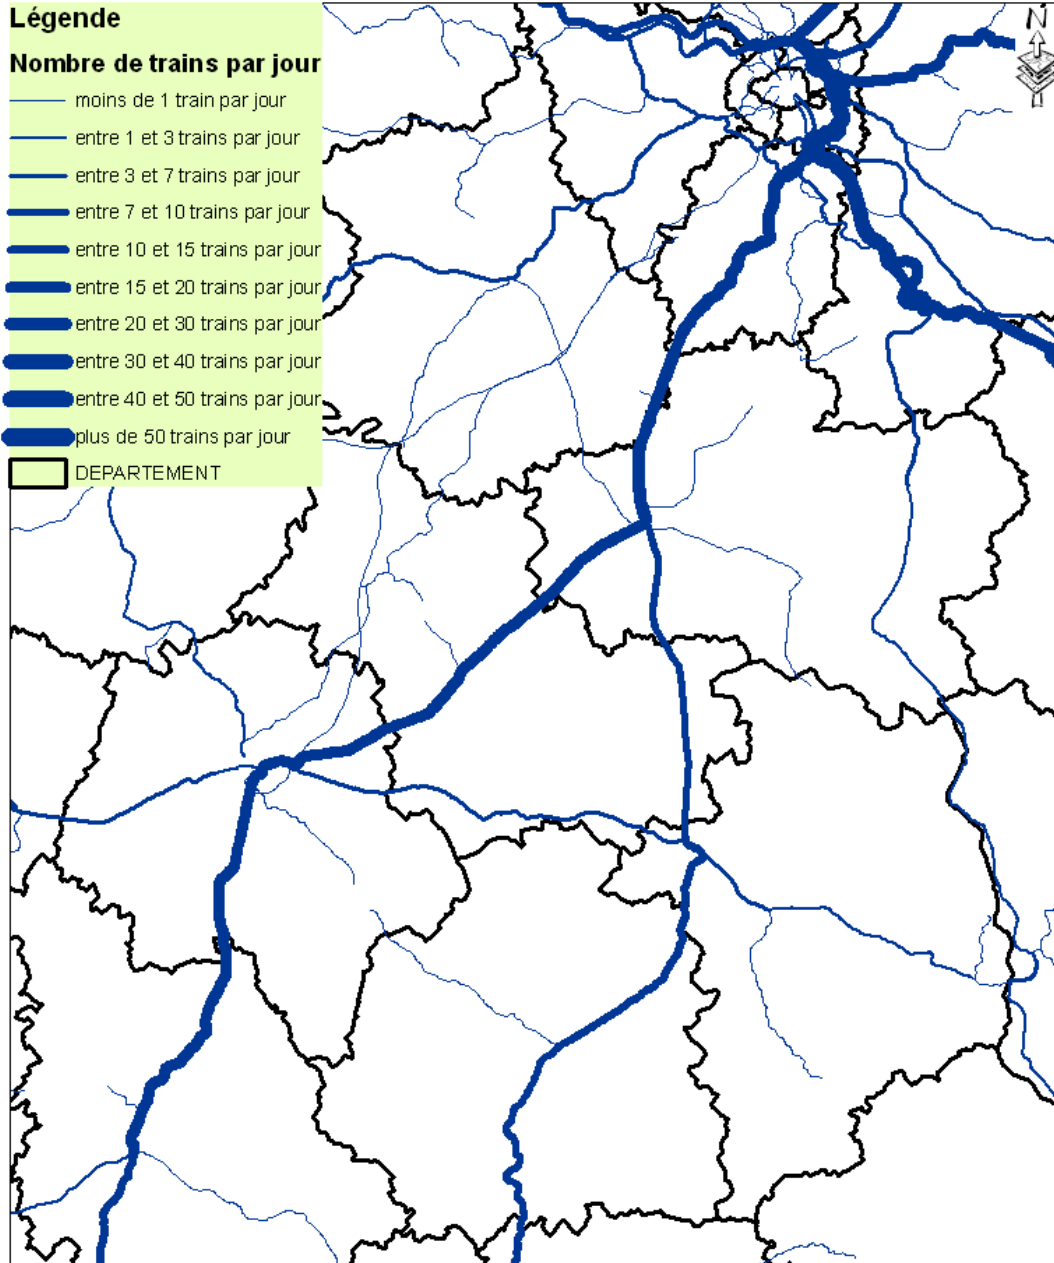 Légende
Nombre de trains par jour
moins de 1 train par jour
entre 1 et 3 trains par jour
entre 3 et 7 trains par jour
entre 7 et 10 trains par jour
entre 10 et 15 trains par jour
entre 15 et 20 trains par jour
entre 20 et 30 trains par jour
entre 30 et 40 trains par jour
entre 40 et 50 trains par jour
plus de 50 trains par jour
DEPARTEMENT
N